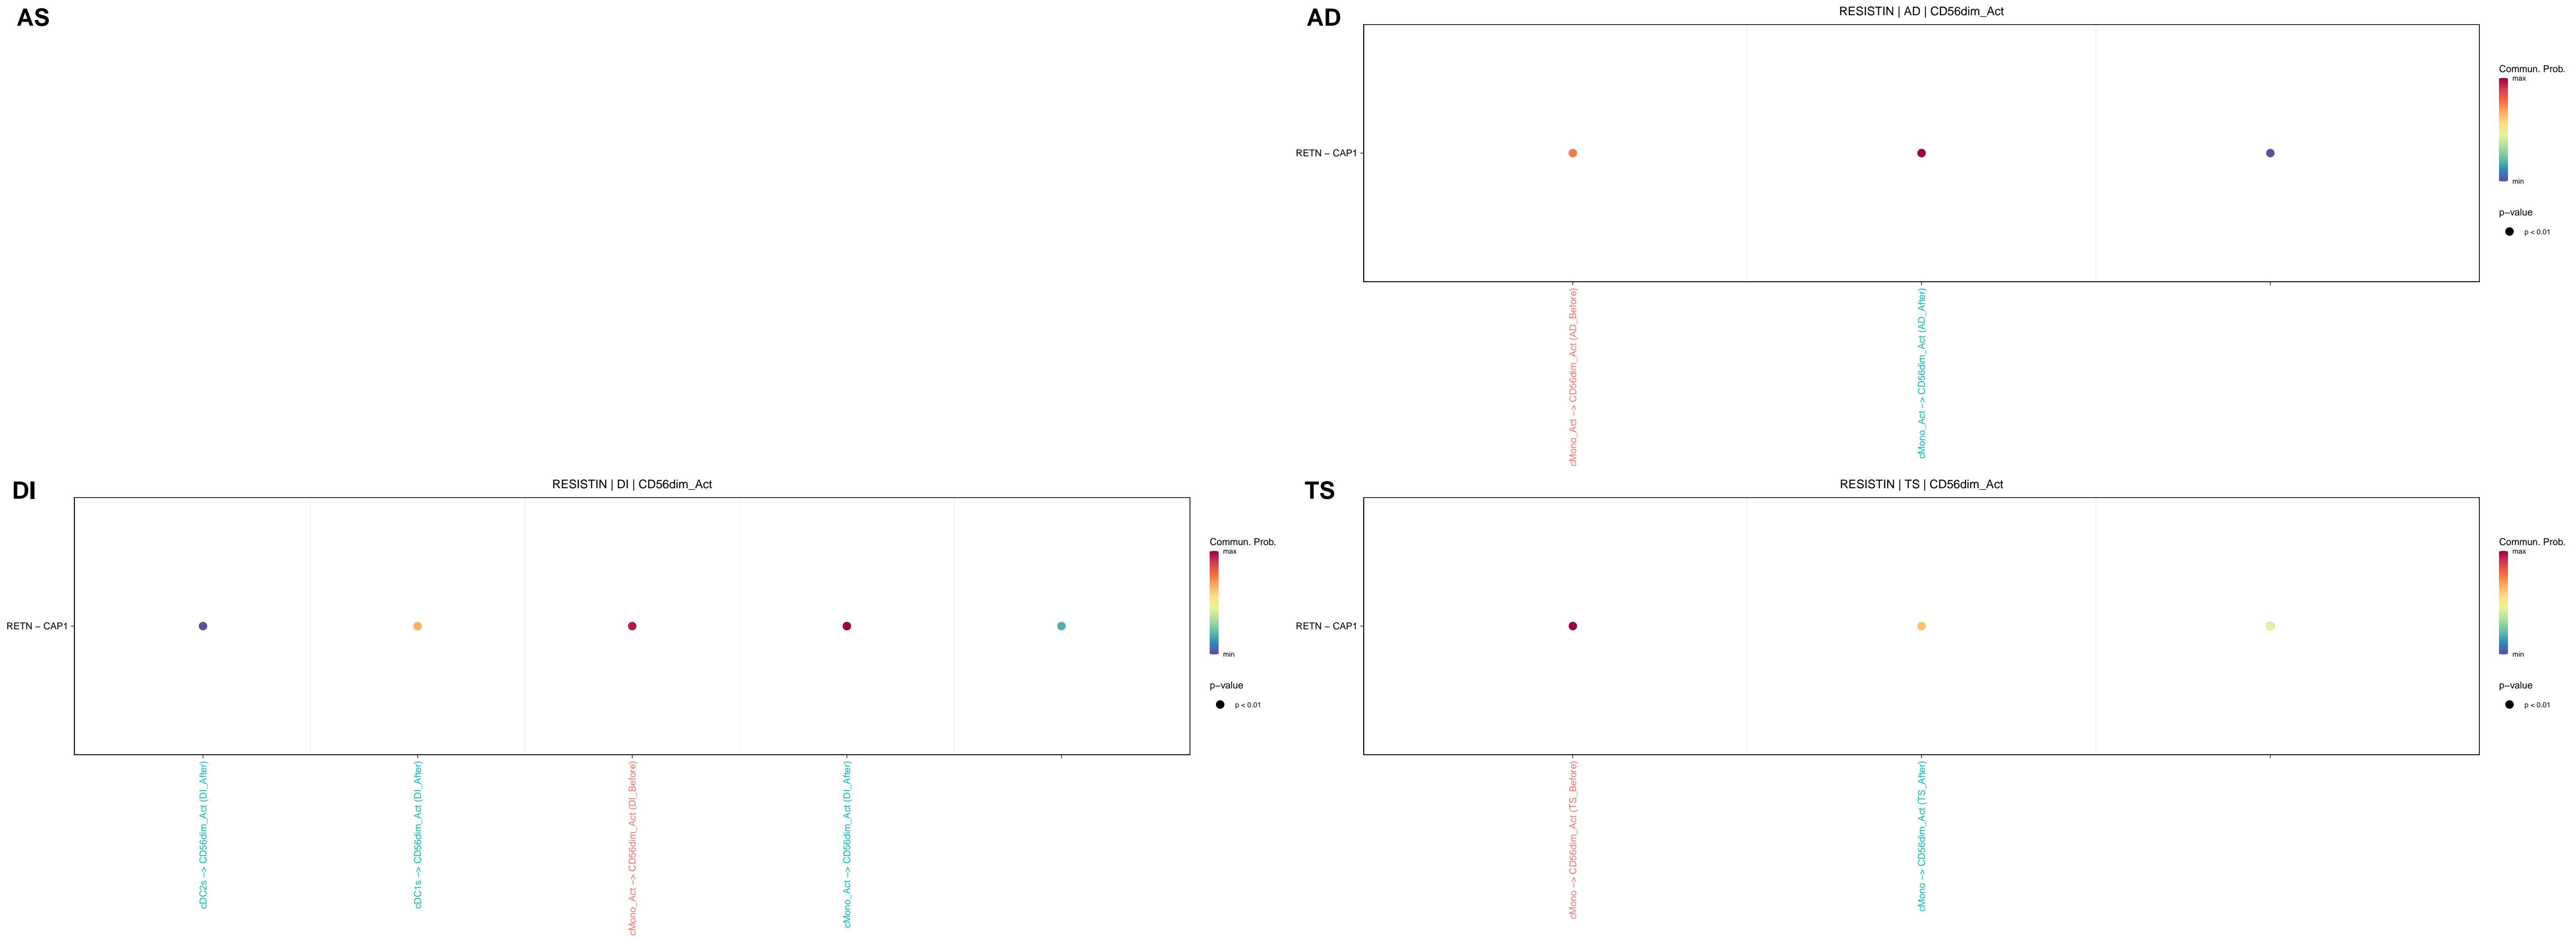 AS
AD
RESISTIN | AD | CD56dim_Act
RETN − CAP1
cMono_Act −> CD56dim_Act (AD_Before)
cMono_Act −> CD56dim_Act (AD_After)
Commun. Prob.
max
min
p−value
p < 0.01
DI
RESISTIN | DI | CD56dim_Act
RETN − CAP1
cDC2s −> CD56dim_Act (DI_After)
cDC1s −> CD56dim_Act (DI_After)
cMono_Act −> CD56dim_Act (DI_Before)
cMono_Act −> CD56dim_Act (DI_After)
Commun. Prob.
max
min
p−value
p < 0.01
TS
RESISTIN | TS | CD56dim_Act
RETN − CAP1
cMono −> CD56dim_Act (TS_Before)
cMono −> CD56dim_Act (TS_After)
Commun. Prob.
max
min
p−value
p < 0.01